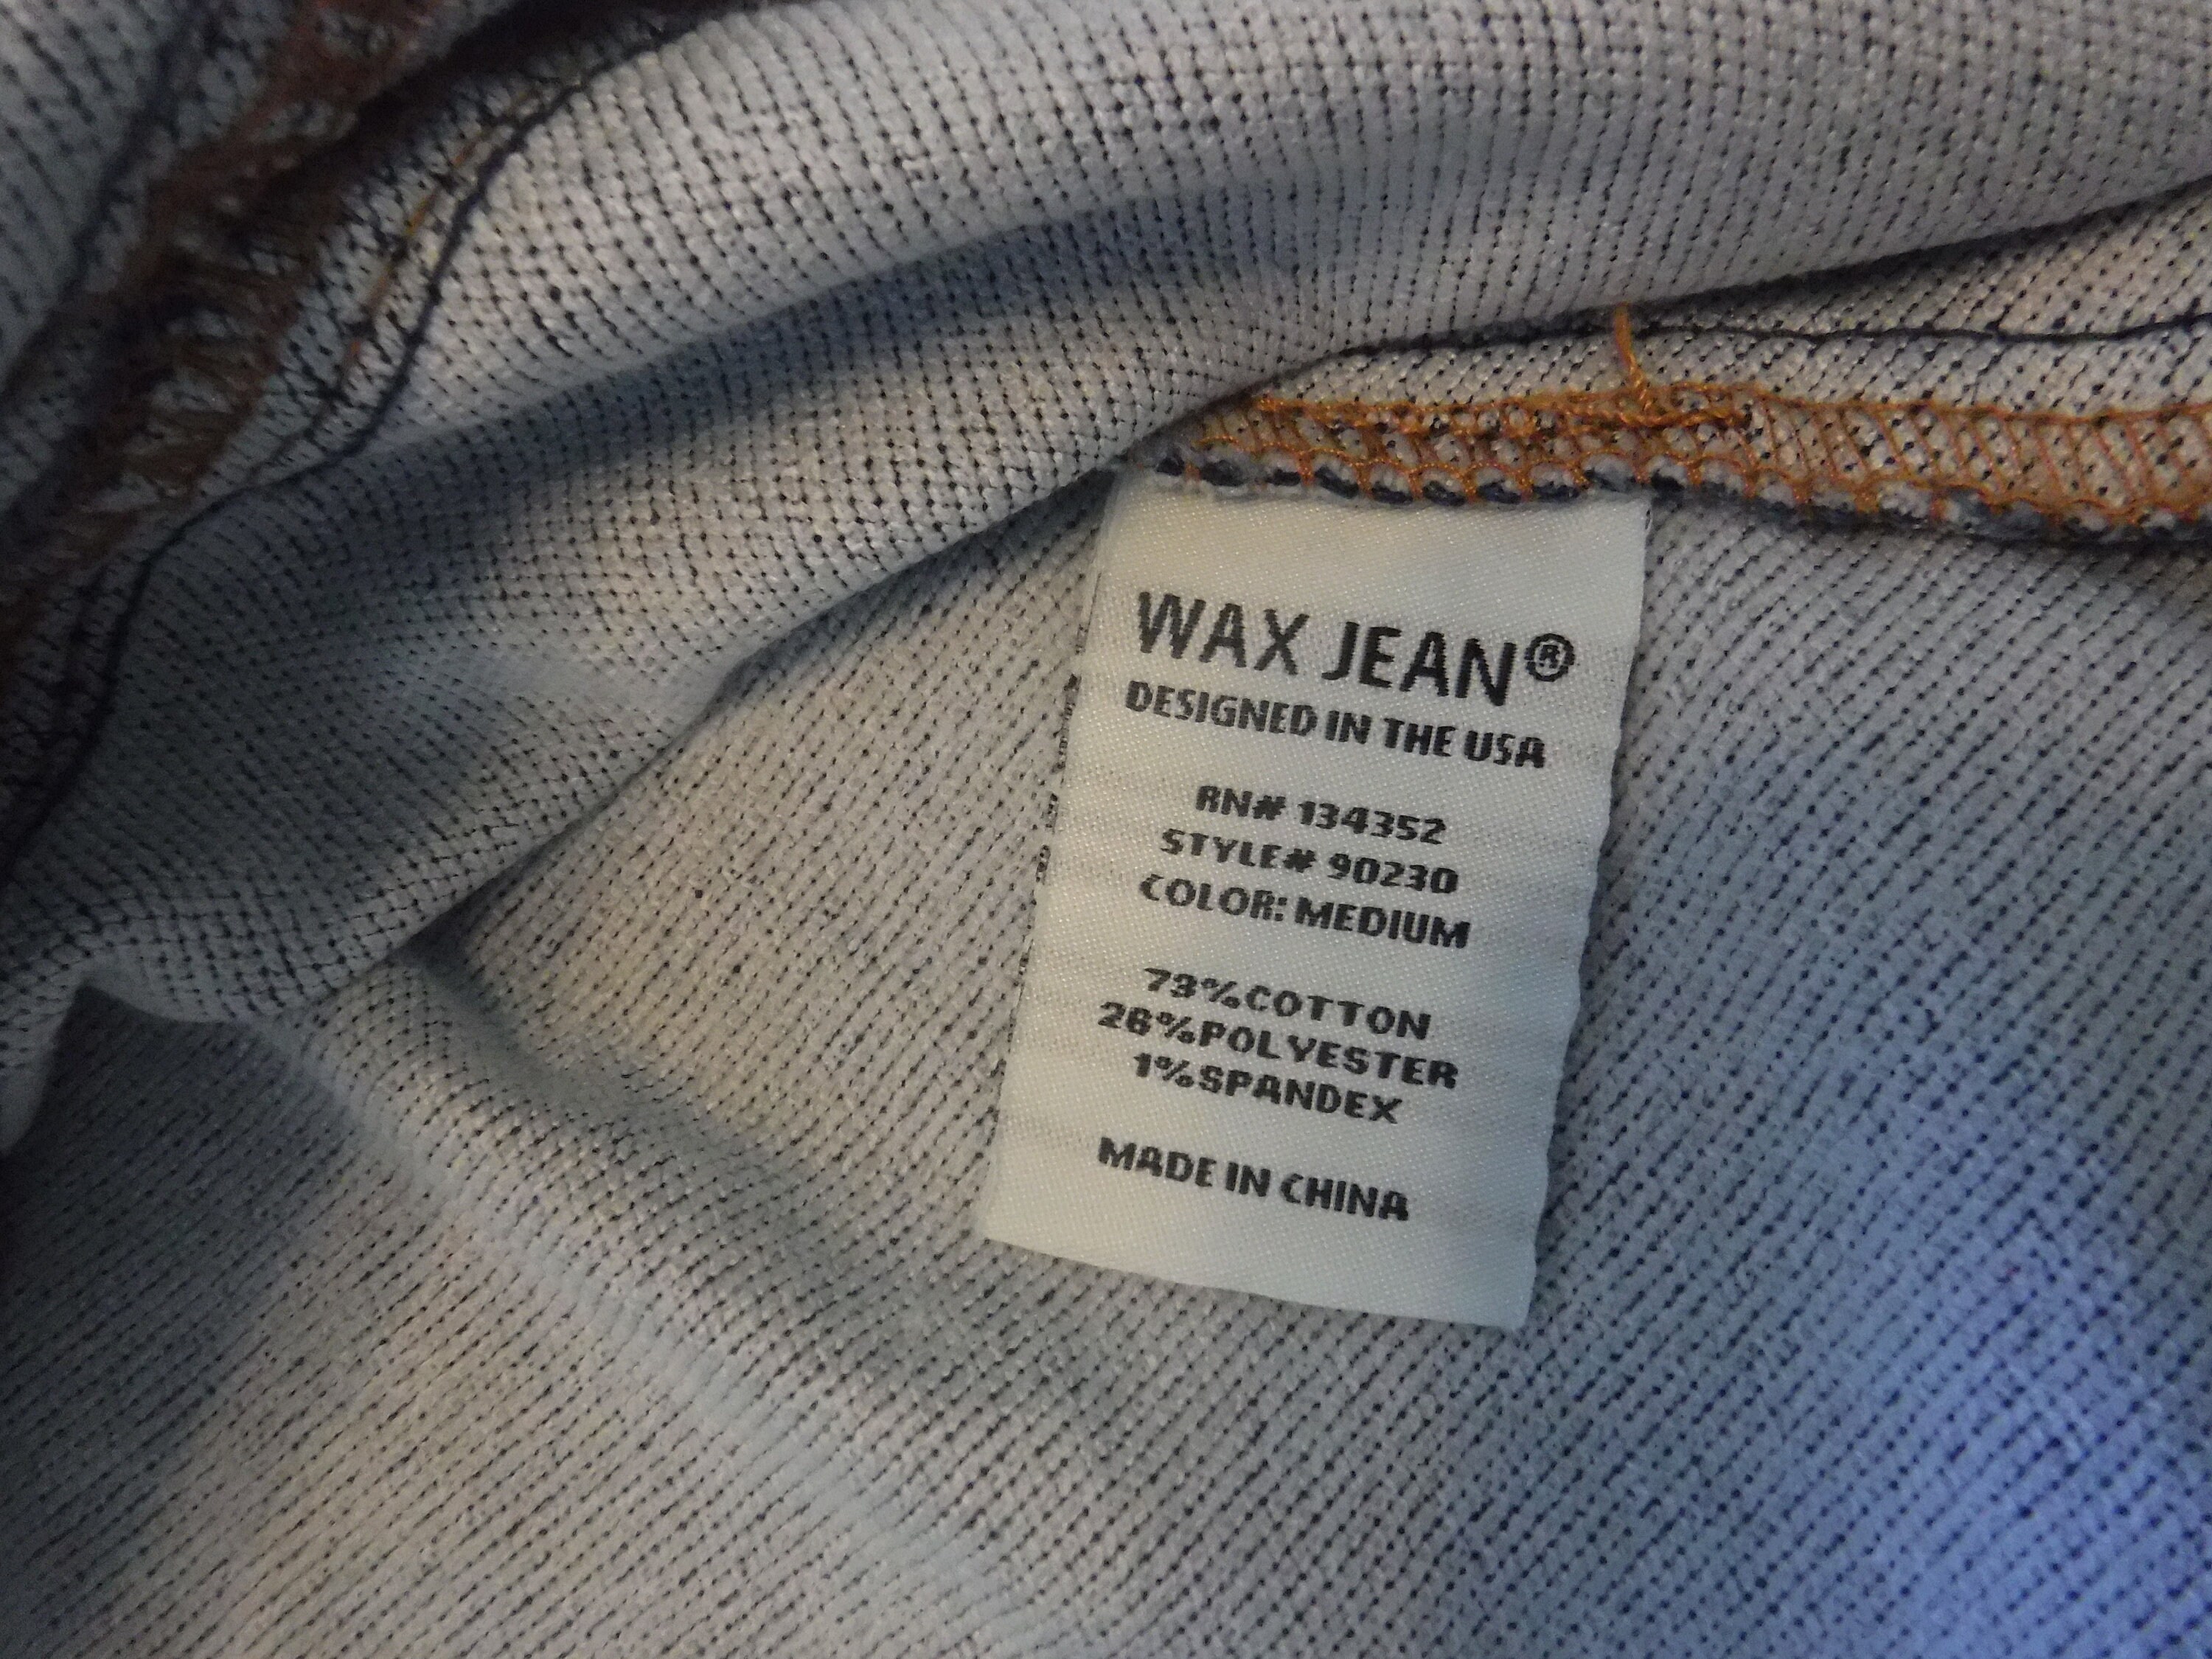 WAX JEAN®
DESIGNED IN THE USA
RN# 134352
STYLE# 90230
COLOR: MEDIUM
73%COTTON
26%POLYESTER
1%SPANDEX
MADE IN CHINA